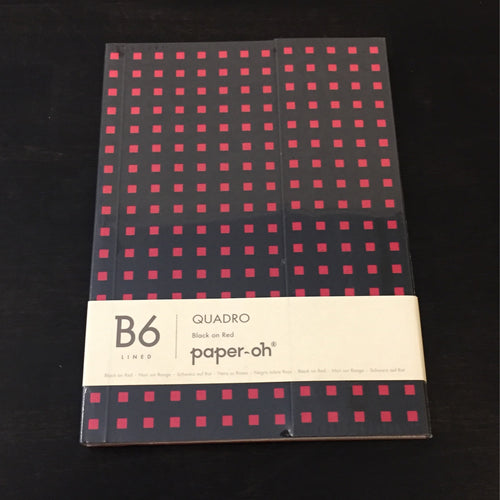 B6
LINED
QUADRO
Black on Red
paper-oh®
Black on Red - Noir sur Rouge - Schwarz auf Rot - Nero su Rosso - Negro sobre Rojo - Black on Red - Noir sur Rouge - Schwarz auf Rot